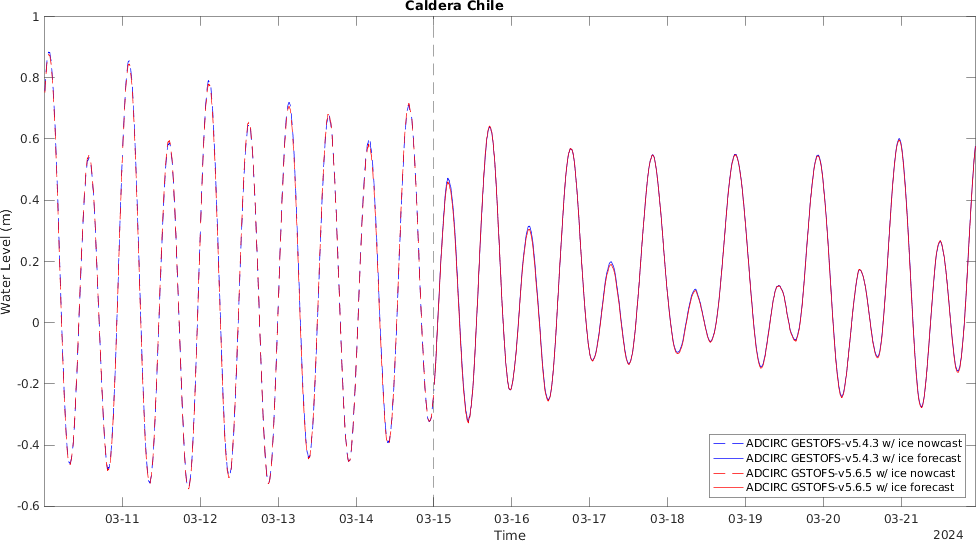 Caldera Chile
1
0.8
0.6
0.4
0.2
0
-0.2
-0.4
-0.6
Water Level (m)
ADCIRC GESTOFS-v5.4.3 w/ ice nowcast
ADCIRC GESTOFS-v5.4.3 w/ ice forecast
ADCIRC GSTOFS-v5.6.5 w/ ice nowcast
ADCIRC GSTOFS-v5.6.5 w/ ice forecast
03-11 03-12 03-13 03-14 03-15 03-16 03-17 03-18 03-19 03-20 03-21
Time
2024